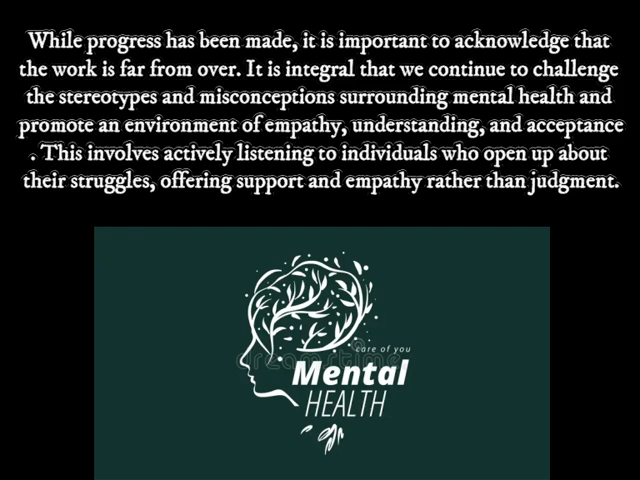 While progress has been made, it is important to acknowledge that
the work is far from over. It is integral that we continue to challenge
the stereotypes and misconceptions surrounding mental health and
promote an environment of empathy, understanding, and acceptance
. This involves actively listening to individuals who open up about
their struggles, offering support and empathy rather than judgment.
care of you
dreamstime
Mental
HEALTH